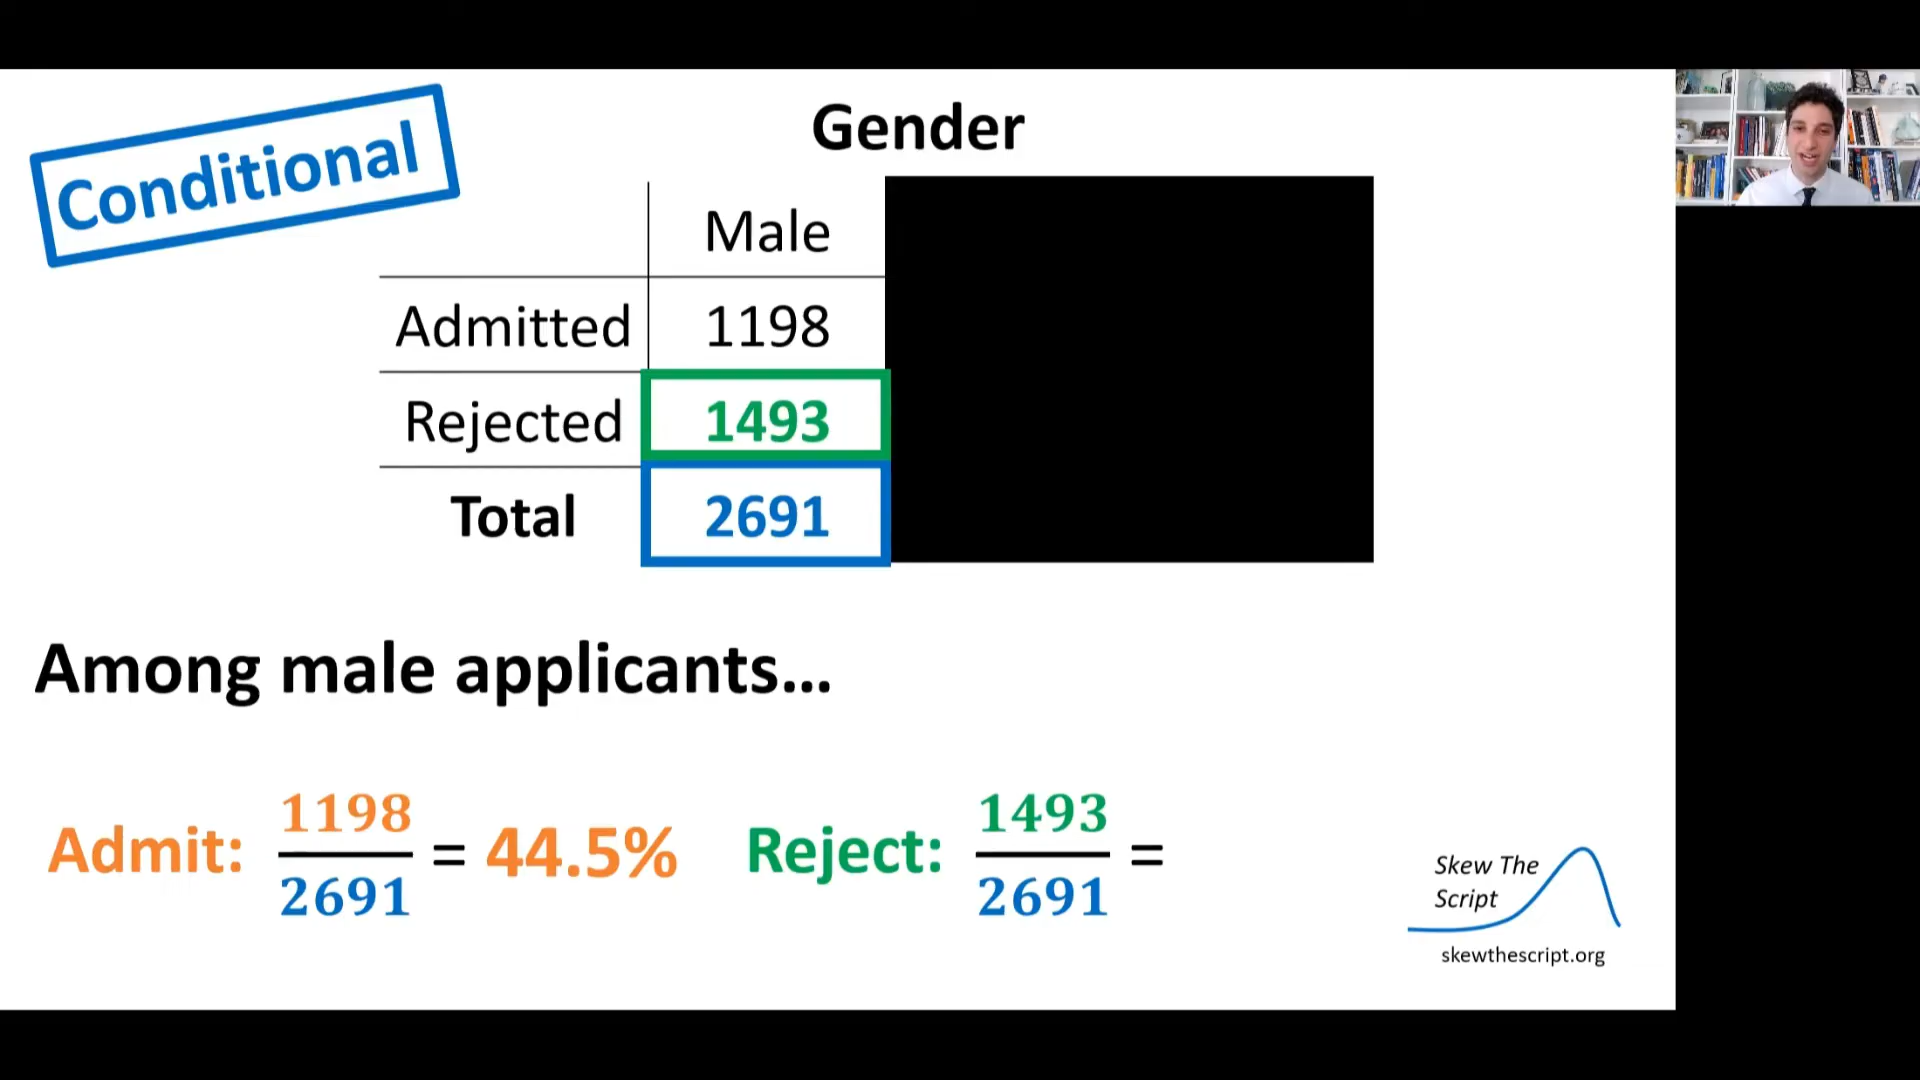 Conditional
Gender
Male
Admitted 1198
Rejected 1493
Total 2691
Among male applicants...
Admit: 1198/2691 = 44.5% Reject: 1493/2691 =
Skew The
Script
skewthescript.org